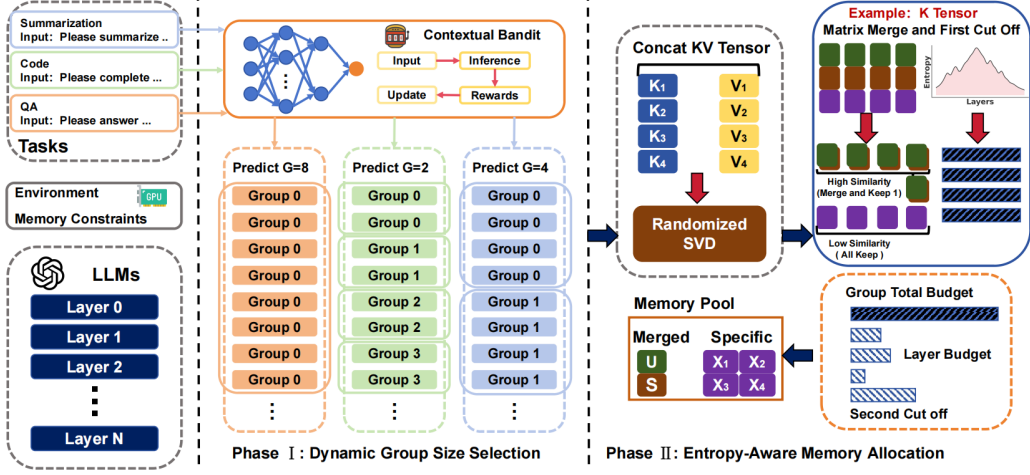 Summarization
Input: Please summarize ..
Code
Input: Please complete ...
QA
Input: Please answer ...
Tasks
Environment
GPU
Memory Constraints
LLMs
Layer 0
Layer 1
Layer 2
Layer N
Contextual Bandit
Input
Inference
Update
Rewards
Predict G=8
Group 0
Group 0
Group 0
Group 0
Group 0
Group 0
Group 0
Group 0
Predict G=2
Group 0
Group 0
Group 1
Group 1
Group 2
Group 2
Group 3
Group 3
Predict G=4
Group 0
Group 0
Group 0
Group 0
Group 1
Group 1
Group 1
Group 1
Phase Ⅰ: Dynamic Group Size Selection
Concat KV Tensor
K1
V1
K2
V2
K3
V3
K4
V4
Randomized
SVD
Example: K Tensor
Matrix Merge and First Cut Off
Entropy
Layers
High Similarity
(Merge and Keep 1)
Low Similarity
( All Keep )
Memory Pool
Merged
Specific
U
X1
X2
S
X3
X4
Group Total Budget
Layer Budget
Second Cut off
Phase Ⅱ: Entropy-Aware Memory Allocation